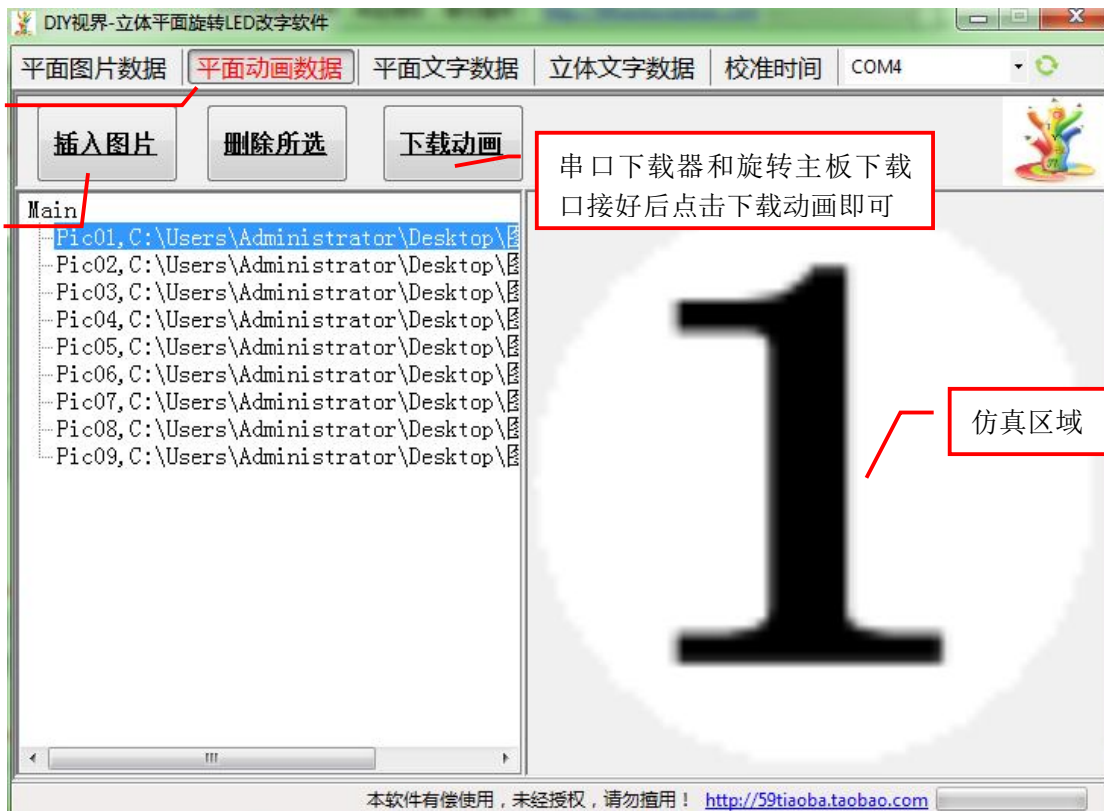 DIY视界-立体平面旋转LED改字软件
平面图片数据 平面动画数据 平面文字数据 立体文字数据 校准时间 COM4
插入图片 删除所选 下载动画
串口下载器和旋转主板下载
口接好后点击下载动画即可
Main
Pic01,C:\Users\Administrator\Desktop\
Pic02,C:\Users\Administrator\Desktop\
Pic03,C:\Users\Administrator\Desktop\
Pic04,C:\Users\Administrator\Desktop\
Pic05,C:\Users\Administrator\Desktop\
Pic06,C:\Users\Administrator\Desktop\
Pic07,C:\Users\Administrator\Desktop\
Pic08,C:\Users\Administrator\Desktop\
Pic09,C:\Users\Administrator\Desktop\
1
仿真区域
本软件有偿使用，未经授权，请勿擅用！ http://59tiaoba.taobao.com